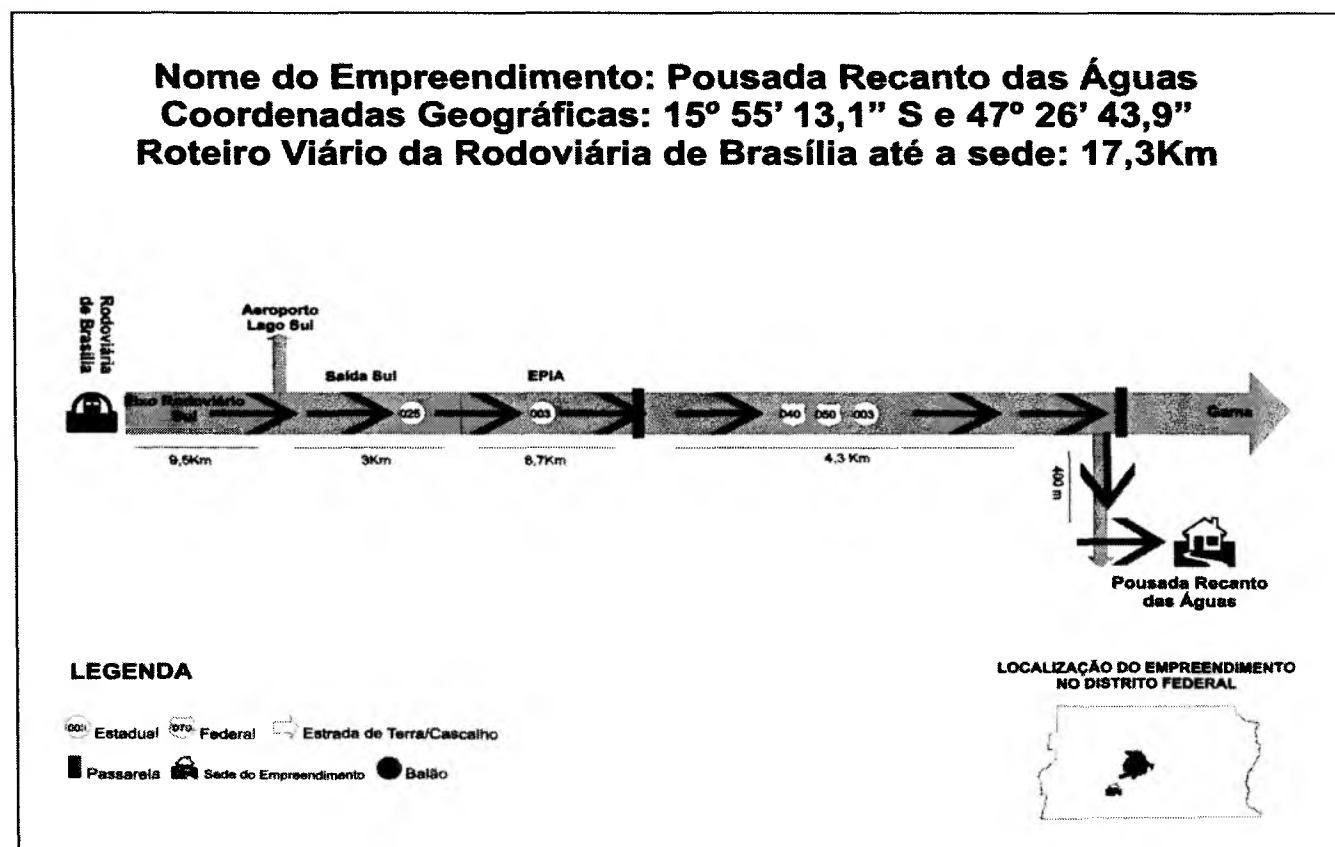 Nome do Empreendimento: Pousada Recanto das Águas
Coordenadas Geográficas: 15º 55' 13,1” S e 47º 26' 43,9”
Roteiro Viário da Rodoviária de Brasília até a sede: 17,3Km
Rodoviária
de Brasília
Aeroporto
Lago Sul
Saída Sul
EPIA
Eixo Rodoviário
Sul
025
003
040
050
003
Gama
9,5Km
3Km
4,3 Km
400 m
Pousada Recanto
das Águas
LEGENDA
Estadual
Federal
Estrada de Terra/Cascalho
Passarela
Sede do Empreendimento
Balão
LOCALIZAÇÃO DO EMPREENDIMENTO
NO DISTRITO FEDERAL